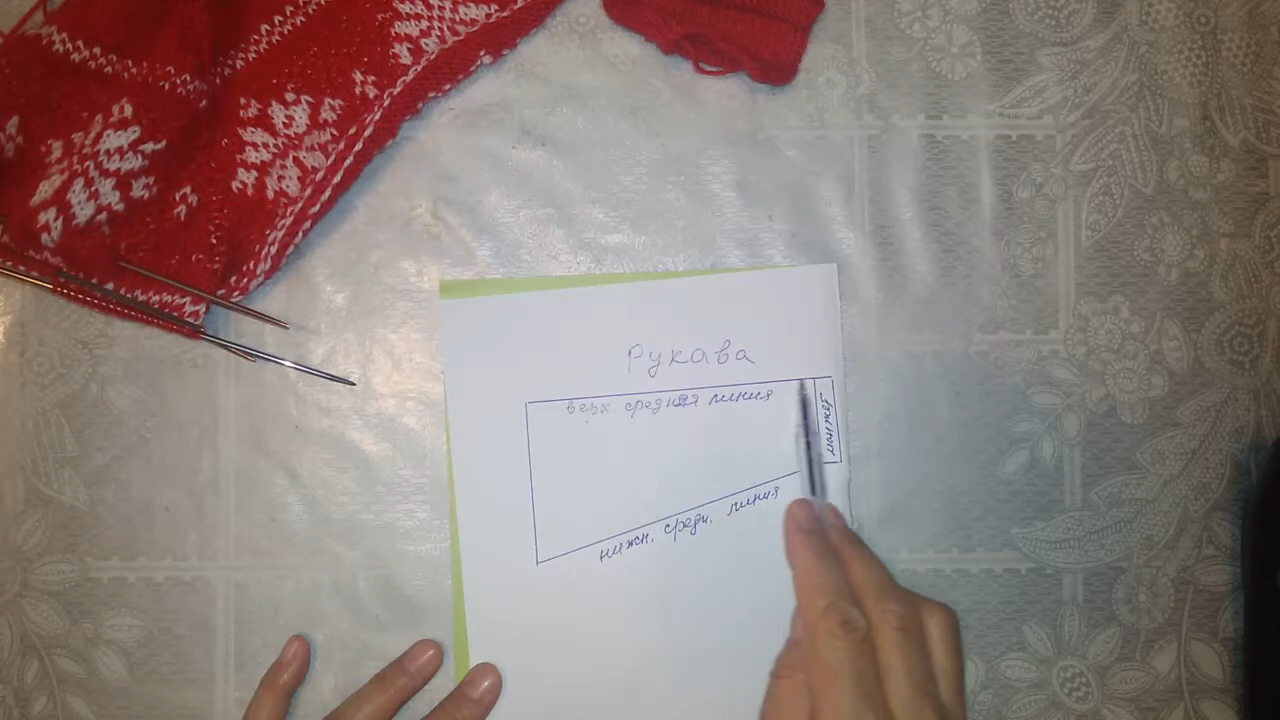 Рукава
верх. средняя линия
манжет
нижн. средн. линия